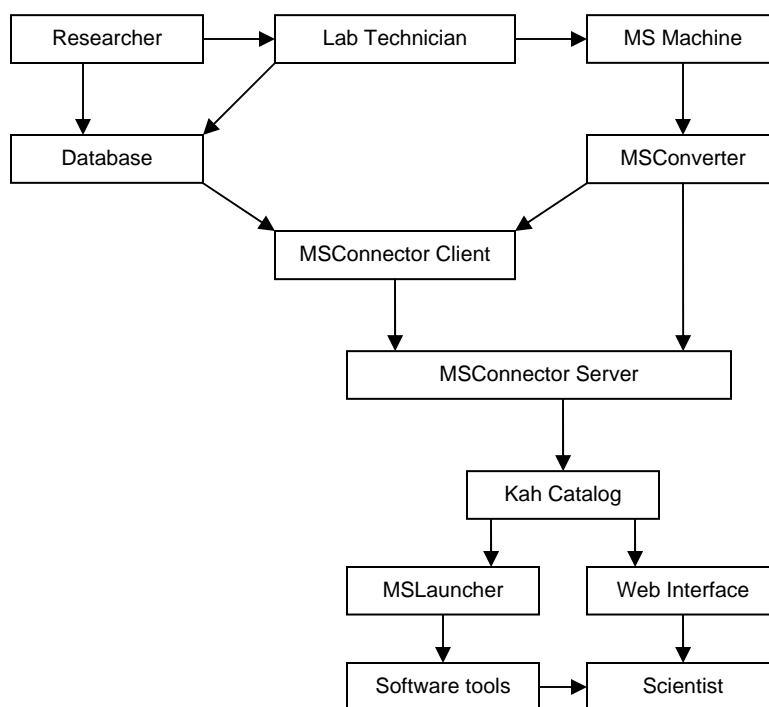 Researcher
Lab Technician
MS Machine
Database
MSConverter
MSConnector Client
MSConnector Server
Kah Catalog
MSLauncher
Web Interface
Software tools
Scientist